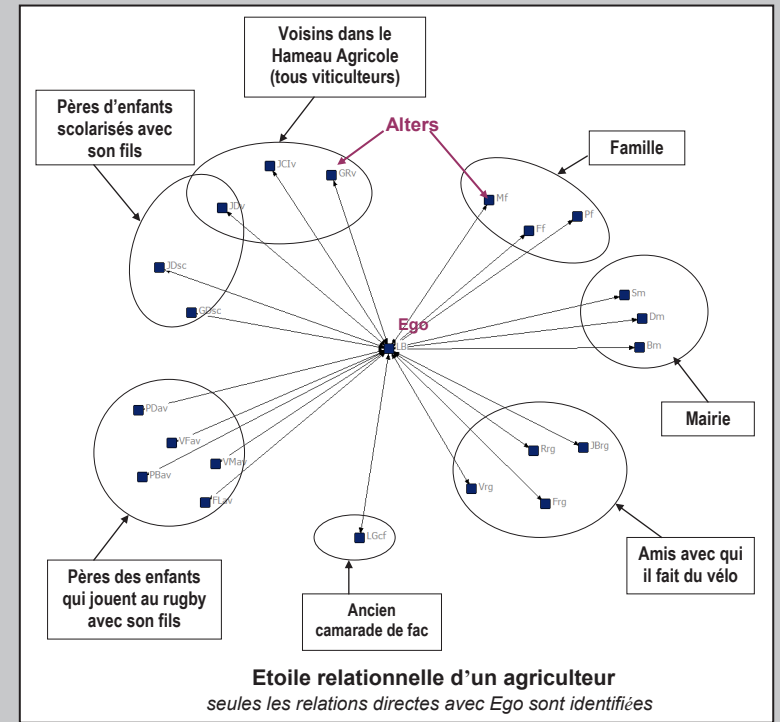 Voisins dans le
Hameau Agricole
(tous viticulteurs)
Pères d'enfants
scolarisés avec
son fils
Alters
Famille
JCIv
GRv
JDv
Mf
Ff
Pf
JDsc
GDsc
Sm
Dm
Bm
Ego
LB
Mairie
PDav
VFav
VMav
PBav
FLav
Rrg
JBrg
Vrg
Frg
LGcf
Pères des enfants
qui jouent au rugby
avec son fils
Ancien
camarade de fac
Amis avec qui
il fait du vélo
Etoile relationnelle d'un agriculteur
seules les relations directes avec Ego sont identifiées